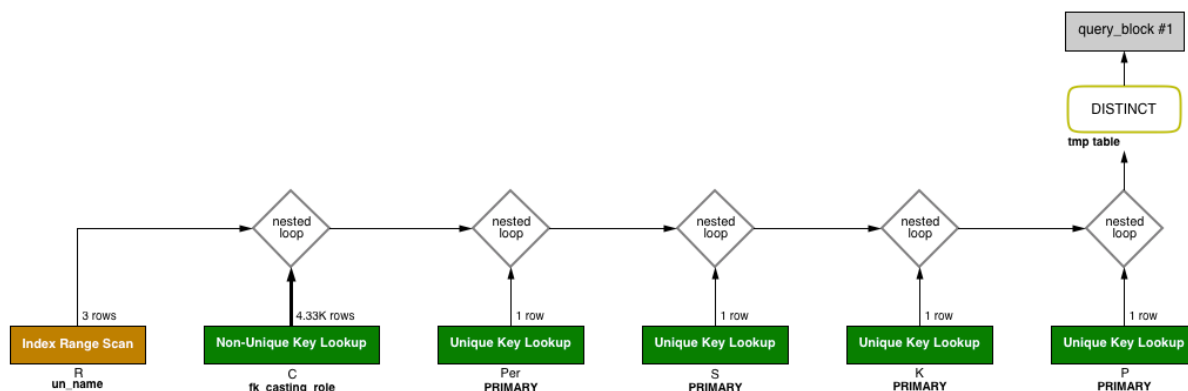 query_block #1
DISTINCT
tmp table
nested
loop
nested
loop
nested
loop
nested
loop
nested
loop
3 rows
4.33K rows
1 row
1 row
1 row
1 row
Index Range Scan
Non-Unique Key Lookup
Unique Key Lookup
Unique Key Lookup
Unique Key Lookup
Unique Key Lookup
R
C
Per
S
K
P
un_name
fk_casting_role
PRIMARY
PRIMARY
PRIMARY
PRIMARY